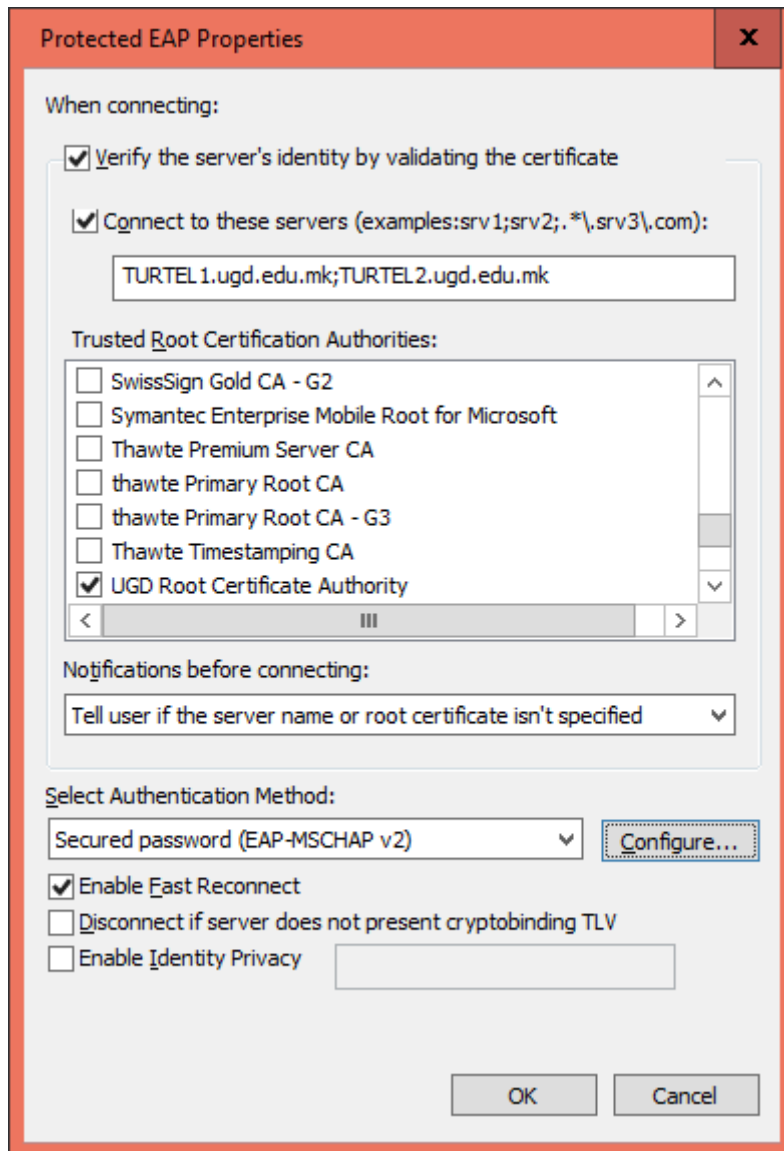 Protected EAP Properties
x
When connecting:
Verify the server's identity by validating the certificate
Connect to these servers (examples:srv1;srv2;.*\.srv3\.com):
TURTEL1.ugd.edu.mk;TURTEL2.ugd.edu.mk
Trusted Root Certification Authorities:
SwissSign Gold CA - G2
Symantec Enterprise Mobile Root for Microsoft
Thawte Premium Server CA
thawte Primary Root CA
thawte Primary Root CA - G3
Thawte Timestamping CA
UGD Root Certificate Authority
Notifications before connecting:
Tell user if the server name or root certificate isn't specified
Select Authentication Method:
Secured password (EAP-MSCHAP v2) Configure...
Enable Fast Reconnect
Disconnect if server does not present cryptobinding TLV
Enable Identity Privacy
OK Cancel